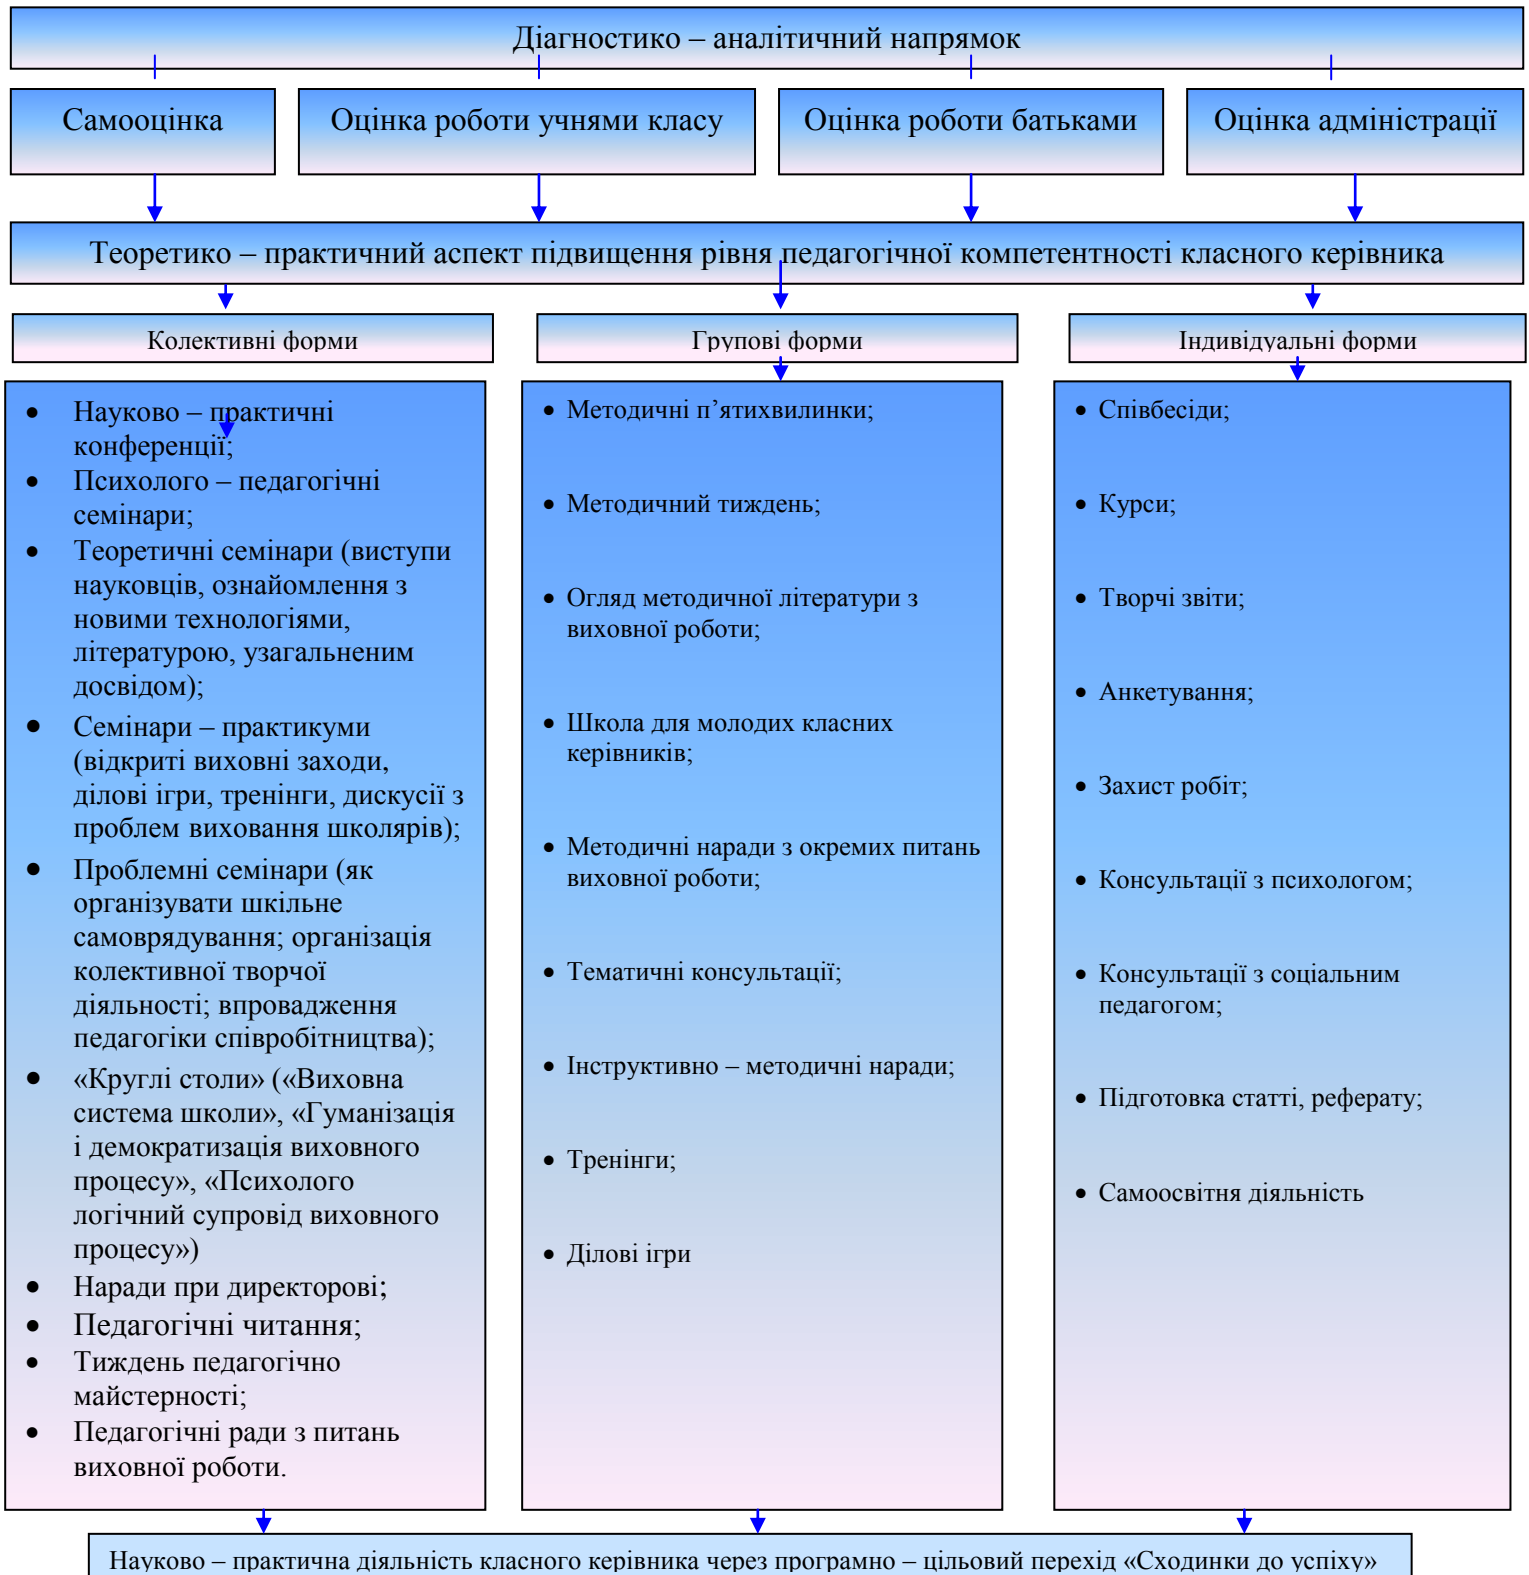 Діагностико – аналітичний напрямок
Самооцінка
Оцінка роботи учнями класу
Оцінка роботи батьками
Оцінка адміністрації
Теоретико – практичний аспект підвищення рівня педагогічної компетентності класного керівника
Колективні форми
Групові форми
Індивідуальні форми
• Науково – практичні
конференції;
• Психолого – педагогічні
семінари;
• Теоретичні семінари (виступи
науковців, ознайомлення з
новими технологіями,
літературою, узагальненим
досвідом);
• Семінари – практикуми
(відкриті виховні заходи,
ділові ігри, тренінги, дискусії з
проблем виховання школярів);
• Проблемні семінари (як
організувати шкільне
самоврядування; організація
колективної творчої
діяльності; впровадження
педагогіки співробітництва);
• «Круглі столи» («Виховна
система школи», «Гуманізація
і демократизація виховного
процесу», «Психолого
логічний супровід виховного
процесу»)
• Наради при директорові;
• Педагогічні читання;
• Тиждень педагогічно
майстерності;
• Педагогічні ради з питань
виховної роботи.
• Методичні п’ятихвилинки;
• Методичний тиждень;
• Огляд методичної літератури з
виховної роботи;
• Школа для молодих класних
керівників;
• Методичні наради з окремих питань
виховної роботи;
• Тематичні консультації;
• Інструктивно – методичні наради;
• Тренінги;
• Ділові ігри
• Співбесіди;
• Курси;
• Творчі звіти;
• Анкетування;
• Захист робіт;
• Консультації з психологом;
• Консультації з соціальним
педагогом;
• Підготовка статті, реферату;
• Самоосвітня діяльність
Науково – практична діяльність класного керівника через програмно – цільовий перехід «Сходинки до успіху»